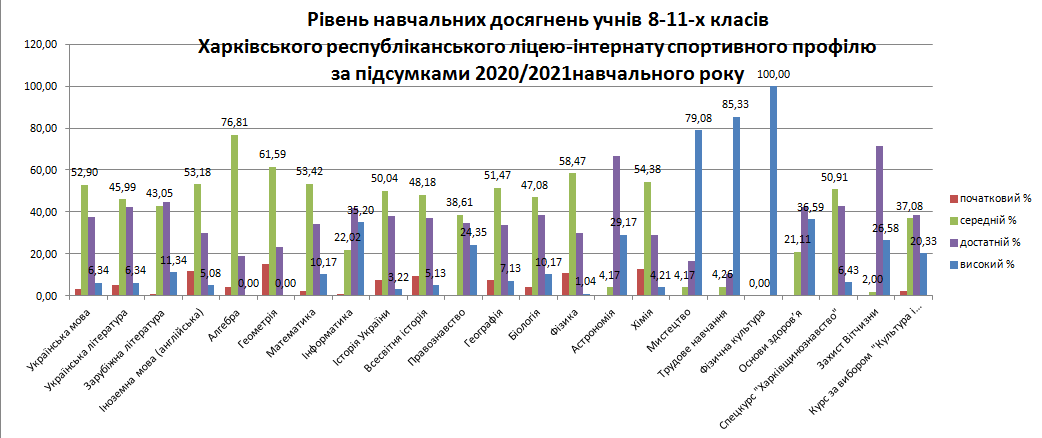 Рівень навчальних досягнень учнів 8-11-х класів
Харківського республіканського ліцею-інтернату спортивного профілю
за підсумками 2020/2021навчального року
120,00
100,00
80,00
60,00
40,00
20,00
0,00
52,90
6,34
45,99
6,34
43,05
11,34
53,18
5,08
76,81
0,00
61,59
0,00
53,42
10,17
22,02
35,20
50,04
3,22
48,18
5,13
38,61
24,35
51,47
7,13
47,08
10,17
58,47
1,04
4,17
29,17
54,38
4,21
4,17
79,08
4,26
85,33
0,00
100,00
21,11
36,59
50,91
6,43
2,00
26,58
37,08
20,33
Українська мова
Українська література
Зарубіжна література
Іноземна мова (англійська)
Алгебра
Геометрія
Математика
Інформатика
Історія України
Всесвітня історія
Правознавство
Географія
Біологія
Фізика
Астрономія
Хімія
Мистецтво
Трудове навчання
Фізична культура
Основи здоров'я
Спецкурс "Харківщинознавство"
Захист Вітчизни
Курс за вибором "Культура і...
початковий %
середній %
достатній %
високий %